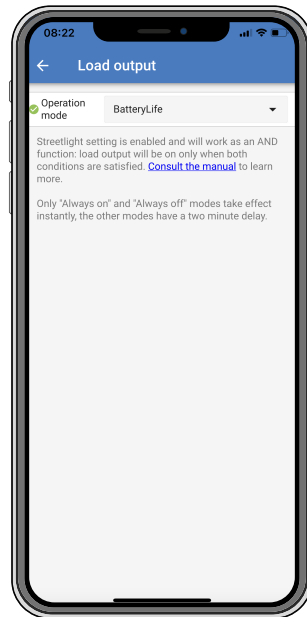 08:22
Load output
Operation
mode
BatteryLife
Streetlight setting is enabled and will work as an AND
function: load output will be on only when both
conditions are satisfied. Consult the manual to learn
more.
Only "Always on" and "Always off" modes take effect
instantly, the other modes have a two minute delay.